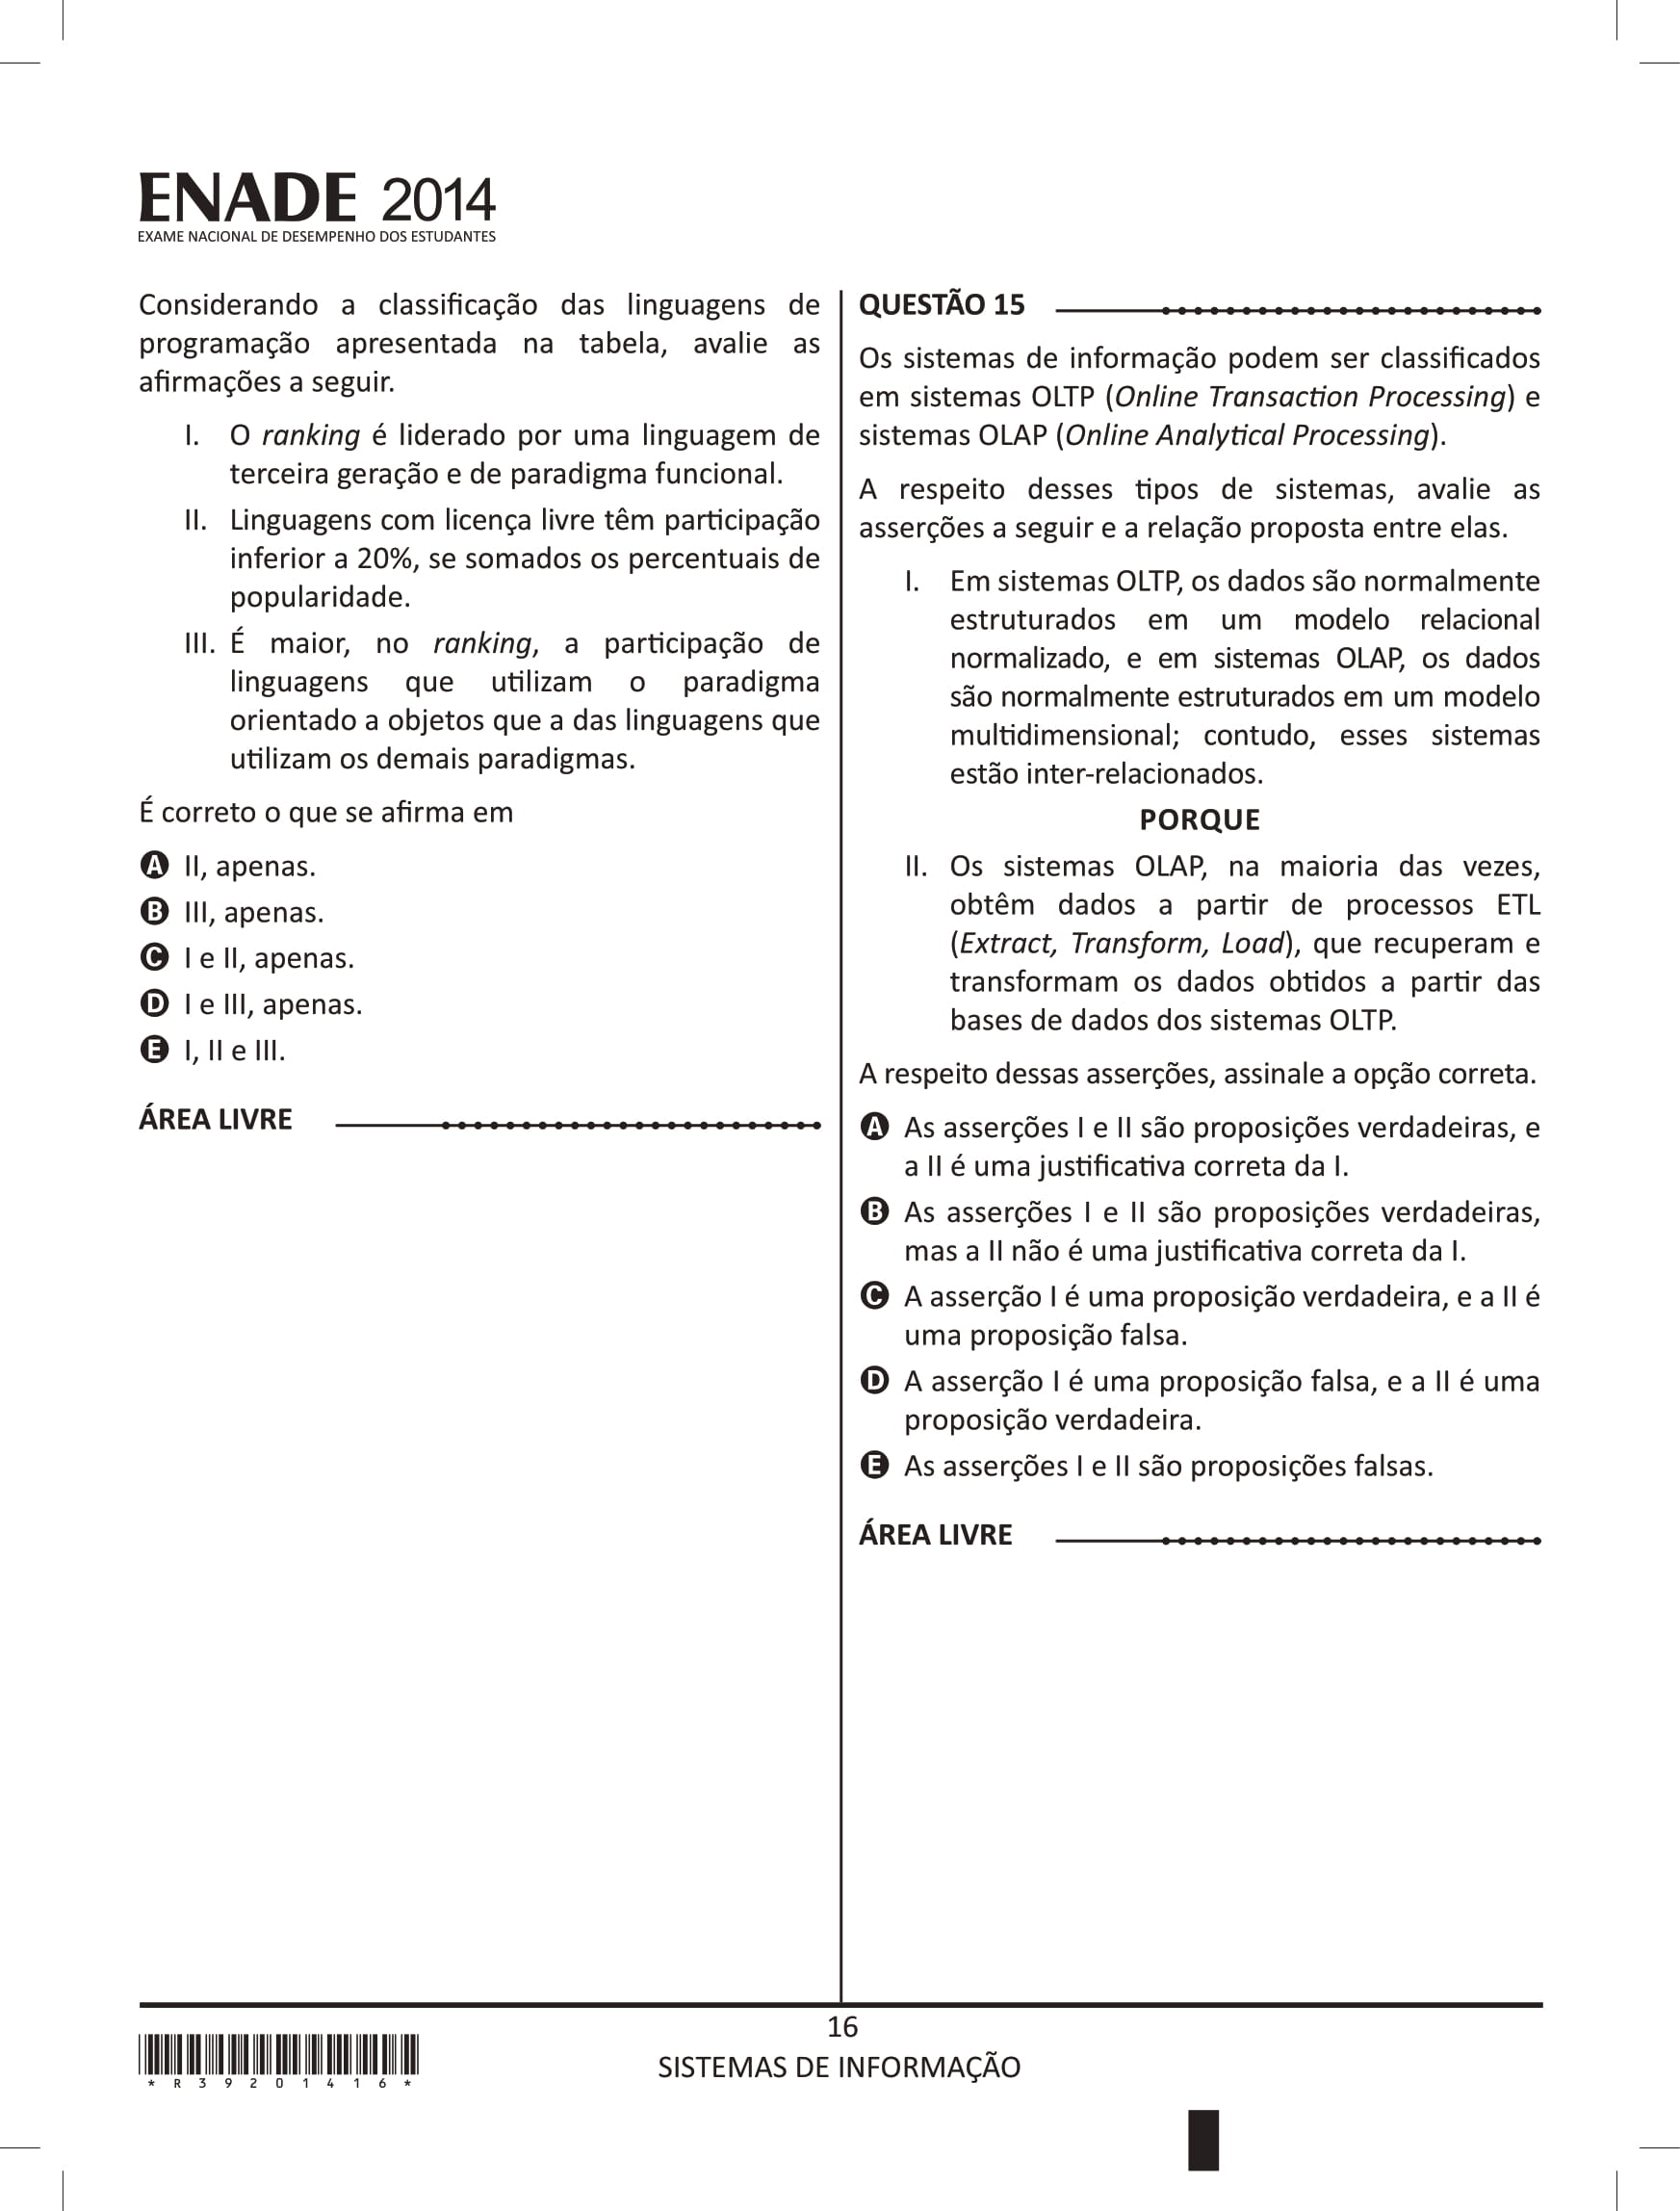 ENADE 2014
EXAME NACIONAL DE DESEMPENHO DOS ESTUDANTES
Considerando a classificação das linguagens de
programação apresentada na tabela, avalie as
afirmações a seguir.
I. O ranking é liderado por uma linguagem de
terceira geração e de paradigma funcional.
II. Linguagens com licença livre têm participação
inferior a 20%, se somados os percentuais de
popularidade.
III. É maior, no ranking, a participação de
linguagens que utilizam o paradigma
orientado a objetos que a das linguagens que
utilizam os demais paradigmas.
É correto o que se afirma em
A II, apenas.
B III, apenas.
C I e II, apenas.
D I e III, apenas.
E I, II e III.
ÁREA LIVRE
QUESTÃO 15
Os sistemas de informação podem ser classificados
em sistemas OLTP (Online Transaction Processing) e
sistemas OLAP (Online Analytical Processing).
A respeito desses tipos de sistemas, avalie as
asserções a seguir e a relação proposta entre elas.
I. Em sistemas OLTP, os dados são normalmente
estruturados em um modelo relacional
normalizado, e em sistemas OLAP, os dados
são normalmente estruturados em um modelo
multidimensional; contudo, esses sistemas
estão inter-relacionados.
PORQUE
II. Os sistemas OLAP, na maioria das vezes,
obtêm dados a partir de processos ETL
(Extract, Transform, Load), que recuperam e
transformam os dados obtidos a partir das
bases de dados dos sistemas OLTP.
A respeito dessas asserções, assinale a opção correta.
A As asserções I e II são proposições verdadeiras, e
a II é uma justificativa correta da I.
B As asserções I e II são proposições verdadeiras,
mas a II não é uma justificativa correta da I.
C A asserção I é uma proposição verdadeira, e a II é
uma proposição falsa.
D A asserção I é uma proposição falsa, e a II é uma
proposição verdadeira.
E As asserções I e II são proposições falsas.
ÁREA LIVRE
16
SISTEMAS DE INFORMAÇÃO
*R39201416*